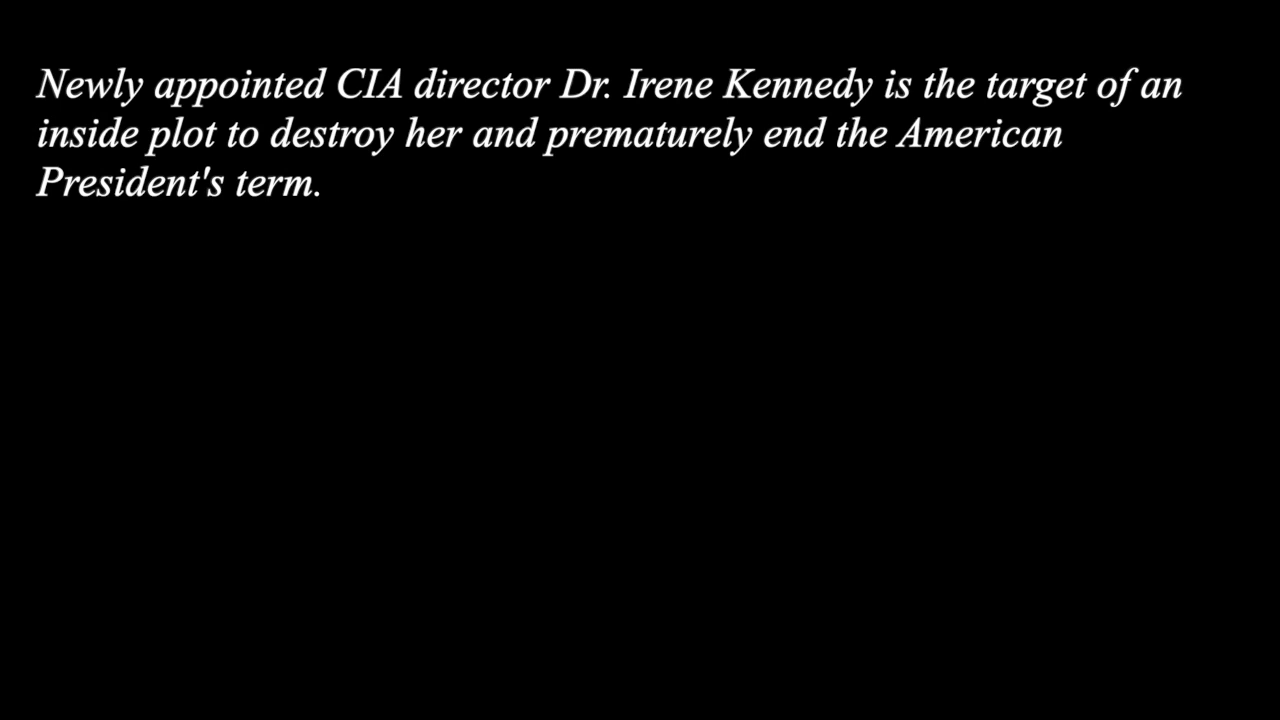 Newly appointed CIA director Dr. Irene Kennedy is the target of an
inside plot to destroy her and prematurely end the American
President's term.